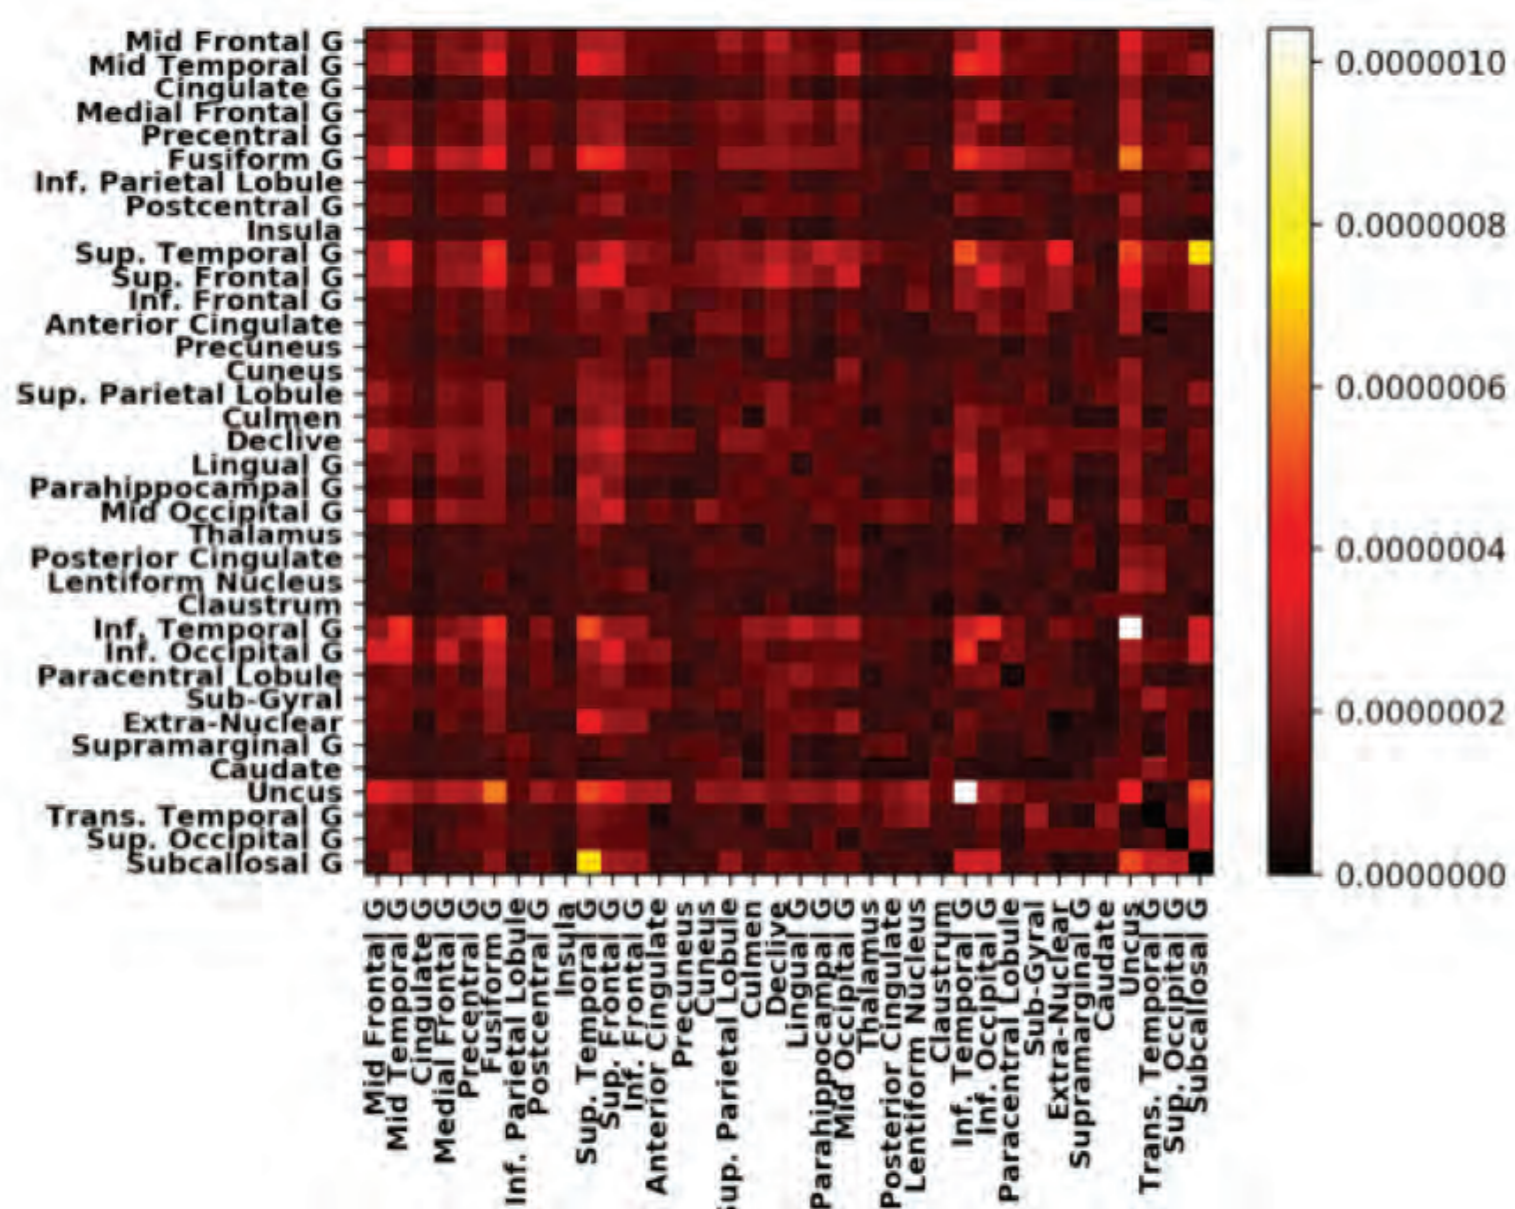 Mid Frontal G
Mid Temporal G
Cingulate G
Medial Frontal G
Precentral G
Fusiform G
Inf. Parietal Lobule
Postcentral G
Insula
Sup. Temporal G
Sup. Frontal G
Inf. Frontal G
Anterior Cingulate
Precuneus
Cuneus
Sup. Parietal Lobule
Culmen
Declive
Lingual G
Parahippocampal G
Mid Occipital G
Thalamus
Posterior Cingulate
Lentiform Nucleus
Claustrum
Inf. Temporal G
Inf. Occipital G
Paracentral Lobule
Sub-Gyral
Extra-Nuclear
Supramarginal G
Caudate
Uncus
Trans. Temporal G
Sup. Occipital G
Subcallosal G
Mid Frontal G
Mid Temporal G
Cingulate G
Medial Frontal G
Precentral G
Fusiform G
Inf. Parietal Lobule
Postcentral G
Insula
Sup. Temporal G
Sup. Frontal G
Inf. Frontal G
Anterior Cingulate
Precuneus
Cuneus
Sup. Parietal Lobule
Culmen
Declive
Lingual G
Parahippocampal G
Mid Occipital G
Thalamus
Posterior Cingulate
Lentiform Nucleus
Claustrum
Inf. Temporal G
Inf. Occipital G
Paracentral Lobule
Sub-Gyral
Extra-Nuclear
Supramarginal G
Caudate
Uncus
Trans. Temporal G
Sup. Occipital G
Subcallosal G
0.0000010
0.0000008
0.0000006
0.0000004
0.0000002
0.0000000